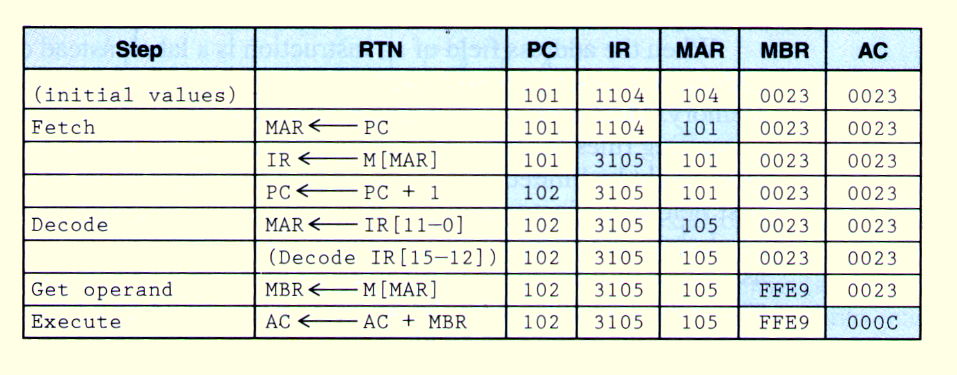 Step RTN PC IR MAR MBR AC
(initial values) 101 1104 104 0023 0023
Fetch MAR ← PC 101 1104 101 0023 0023
IR ← M[MAR] 101 3105 101 0023 0023
PC ← PC + 1 102 3105 101 0023 0023
Decode MAR ← IR[11—0] 102 3105 105 0023 0023
(Decode IR[15—12]) 102 3105 105 0023 0023
Get operand MBR ← M[MAR] 102 3105 105 FFE9 0023
Execute AC ← AC + MBR 102 3105 105 FFE9 000C